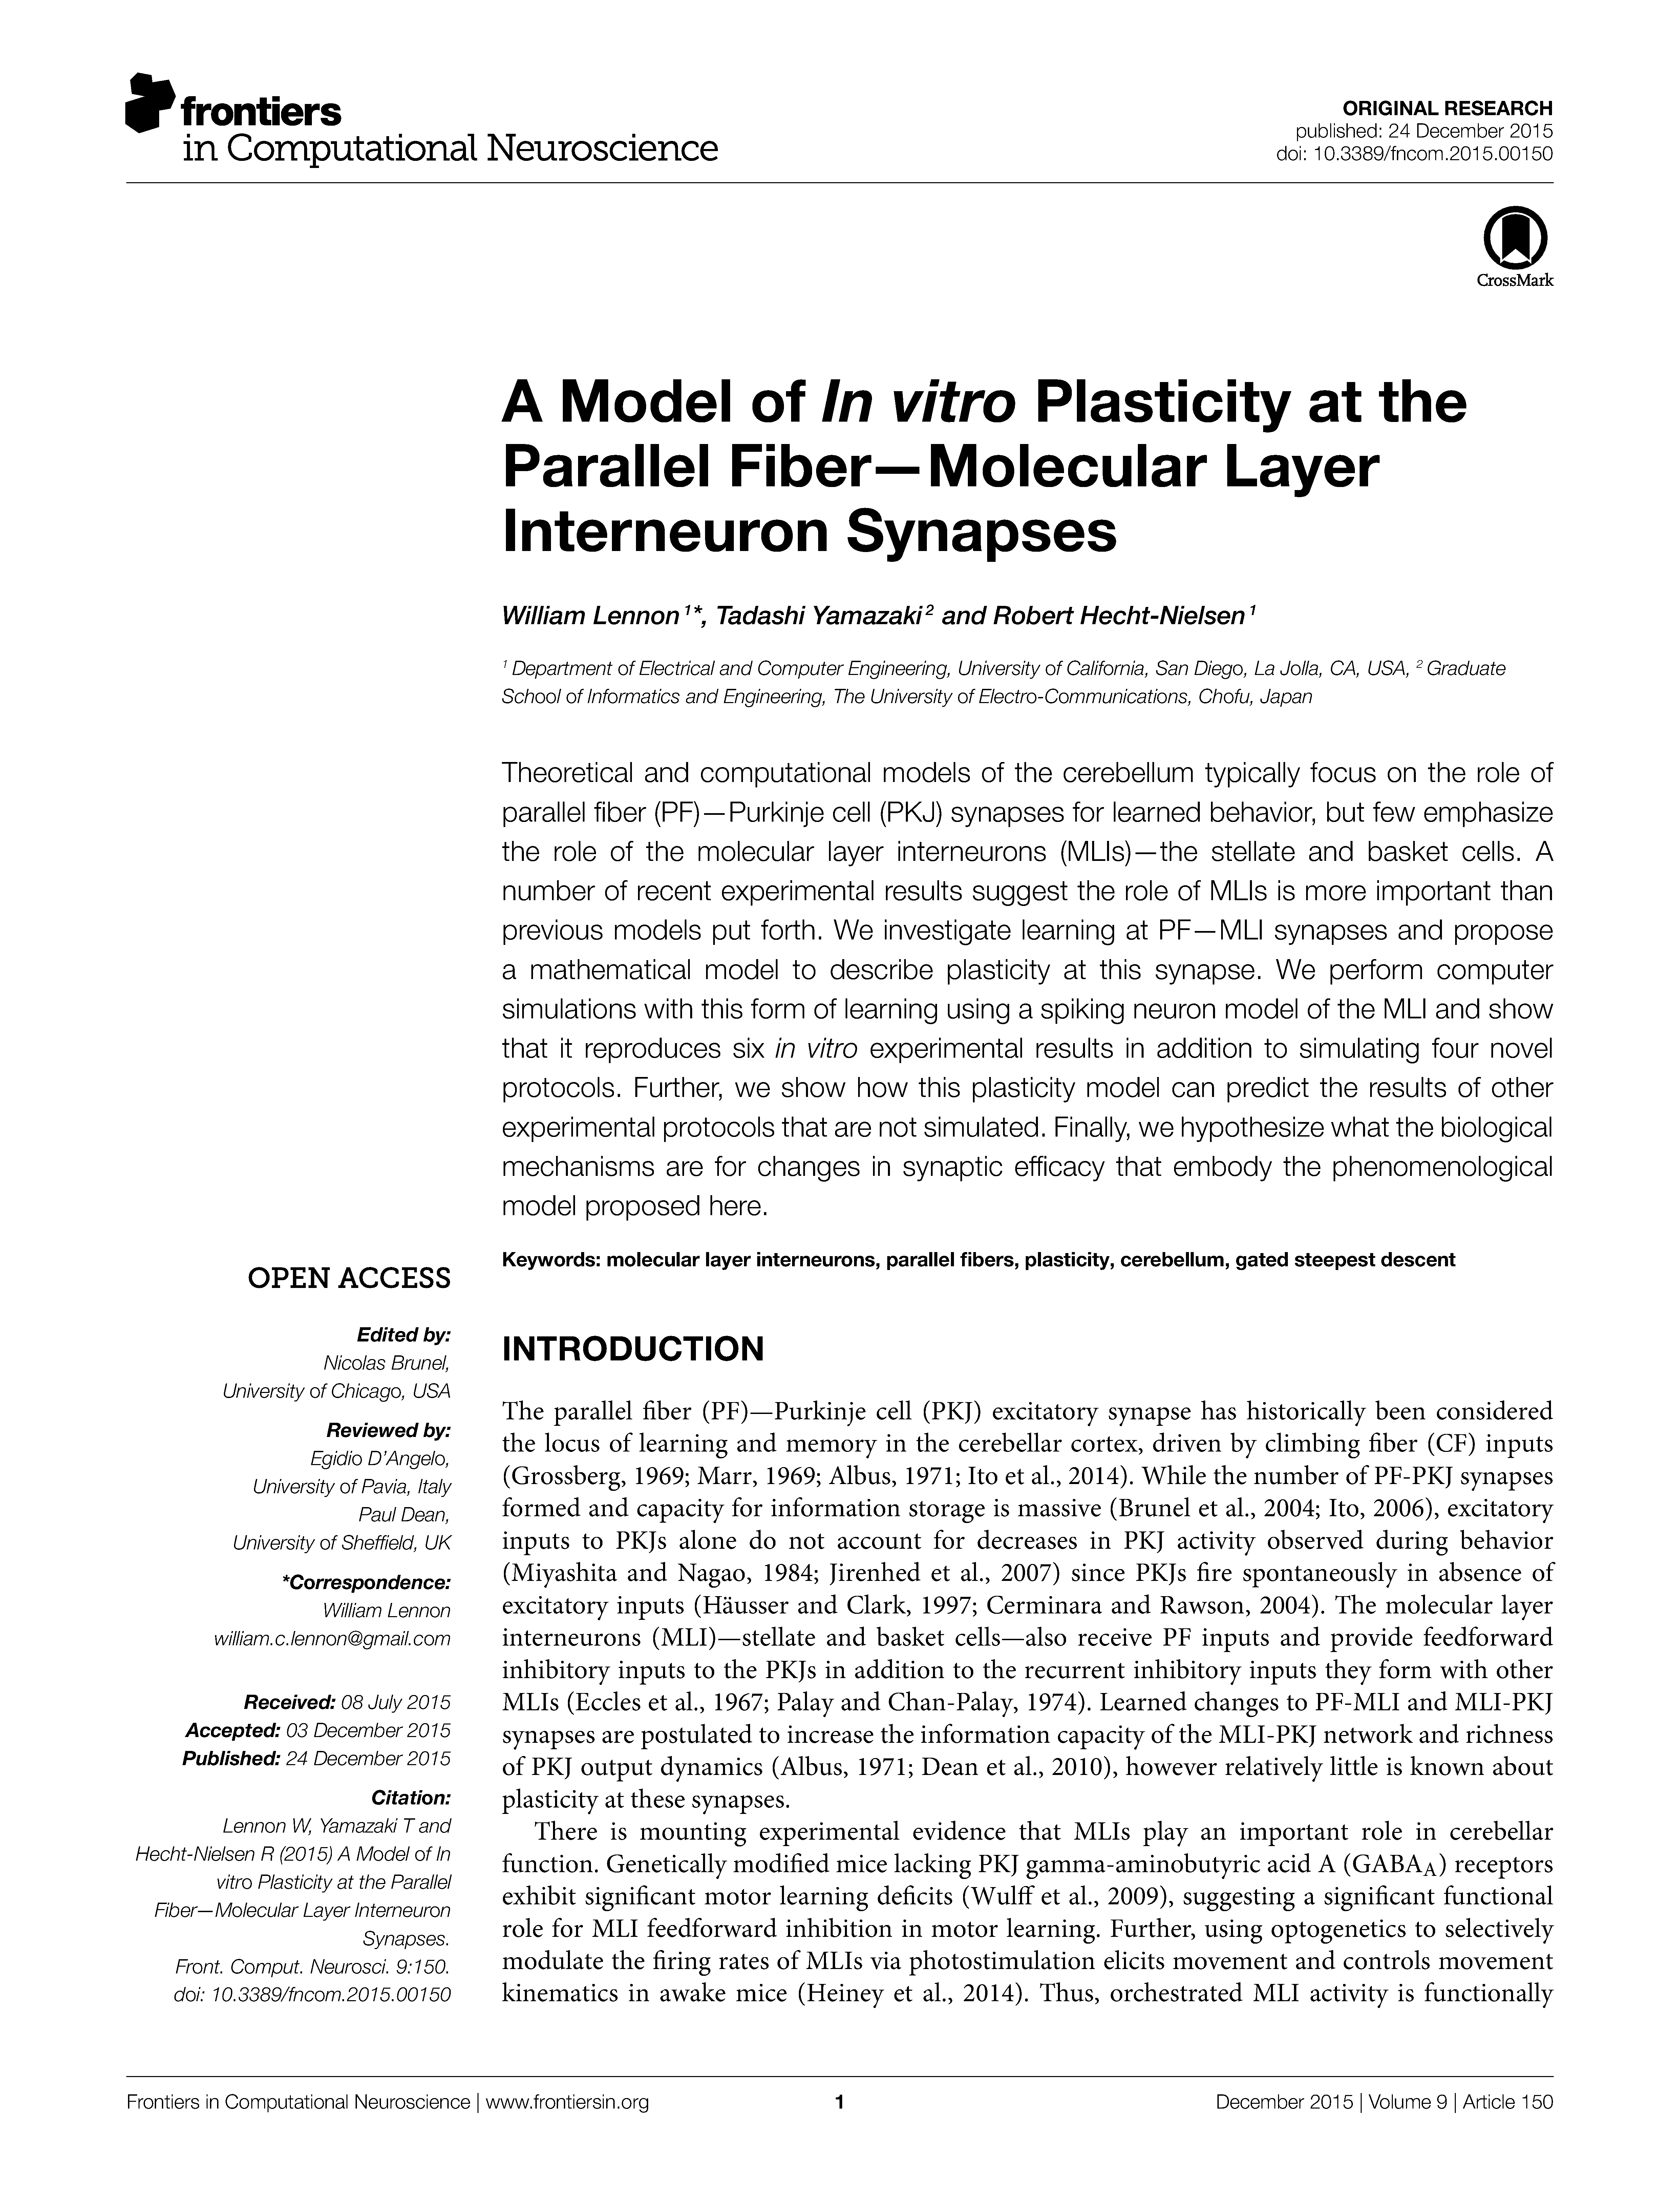 frontiers
in Computational Neuroscience
ORIGINAL RESEARCH
published: 24 December 2015
doi: 10.3389/fncom.2015.00150
CrossMark
A Model of In vitro Plasticity at the
Parallel Fiber—Molecular Layer
Interneuron Synapses
William Lennon 1*, Tadashi Yamazaki 2 and Robert Hecht-Nielsen 1
1 Department of Electrical and Computer Engineering, University of California, San Diego, La Jolla, CA, USA, 2 Graduate
School of Informatics and Engineering, The University of Electro-Communications, Chofu, Japan
Theoretical and computational models of the cerebellum typically focus on the role of
parallel fiber (PF)—Purkinje cell (PKJ) synapses for learned behavior, but few emphasize
the role of the molecular layer interneurons (MLIs)—the stellate and basket cells. A
number of recent experimental results suggest the role of MLIs is more important than
previous models put forth. We investigate learning at PF—MLI synapses and propose
a mathematical model to describe plasticity at this synapse. We perform computer
simulations with this form of learning using a spiking neuron model of the MLI and show
that it reproduces six in vitro experimental results in addition to simulating four novel
protocols. Further, we show how this plasticity model can predict the results of other
experimental protocols that are not simulated. Finally, we hypothesize what the biological
mechanisms are for changes in synaptic efficacy that embody the phenomenological
model proposed here.
Keywords: molecular layer interneurons, parallel fibers, plasticity, cerebellum, gated steepest descent
OPEN ACCESS
Edited by:
Nicolas Brunel,
University of Chicago, USA
Reviewed by:
Egidio D'Angelo,
University of Pavia, Italy
Paul Dean,
University of Sheffield, UK
*Correspondence:
William Lennon
william.c.lennon@gmail.com
Received: 08 July 2015
Accepted: 03 December 2015
Published: 24 December 2015
Citation:
Lennon W, Yamazaki T and
Hecht-Nielsen R (2015) A Model of In
vitro Plasticity at the Parallel
Fiber—Molecular Layer Interneuron
Synapses.
Front. Comput. Neurosci. 9:150.
doi: 10.3389/fncom.2015.00150
INTRODUCTION
The parallel fiber (PF)—Purkinje cell (PKJ) excitatory synapse has historically been considered
the locus of learning and memory in the cerebellar cortex, driven by climbing fiber (CF) inputs
(Grossberg, 1969; Marr, 1969; Albus, 1971; Ito et al., 2014). While the number of PF-PKJ synapses
formed and capacity for information storage is massive (Brunel et al., 2004; Ito, 2006), excitatory
inputs to PKJs alone do not account for decreases in PKJ activity observed during behavior
(Miyashita and Nagao, 1984; Jirenhed et al., 2007) since PKJs fire spontaneously in absence of
excitatory inputs (Häusser and Clark, 1997; Cerminara and Rawson, 2004). The molecular layer
interneurons (MLI)—stellate and basket cells—also receive PF inputs and provide feedforward
inhibitory inputs to the PKJs in addition to the recurrent inhibitory inputs they form with other
MLIs (Eccles et al., 1967; Palay and Chan-Palay, 1974). Learned changes to PF-MLI and MLI-PKJ
synapses are postulated to increase the information capacity of the MLI-PKJ network and richness
of PKJ output dynamics (Albus, 1971; Dean et al., 2010), however relatively little is known about
plasticity at these synapses.
There is mounting experimental evidence that MLIs play an important role in cerebellar
function. Genetically modified mice lacking PKJ gamma-aminobutyric acid A (GABAA) receptors
exhibit significant motor learning deficits (Wulff et al., 2009), suggesting a significant functional
role for MLI feedforward inhibition in motor learning. Further, using optogenetics to selectively
modulate the firing rates of MLIs via photostimulation elicits movement and controls movement
kinematics in awake mice (Heiney et al., 2014). Thus, orchestrated MLI activity is functionally
Frontiers in Computational Neuroscience | www.frontiersin.org
1
December 2015 | Volume 9 | Article 150